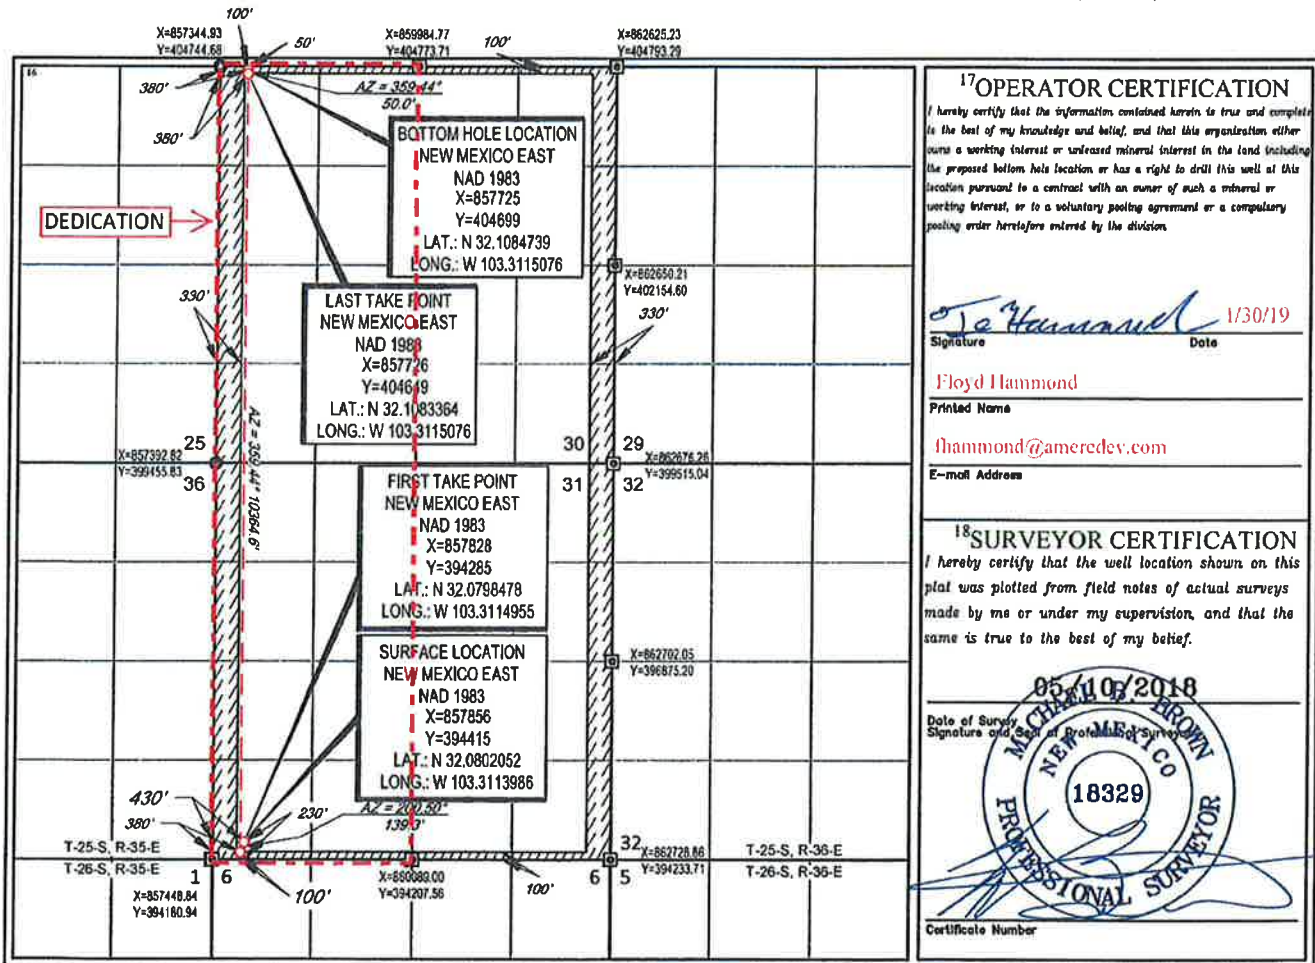 100'
X=857344.93
Y=404744.68
50'
X=859984.77
Y=404773.71
100'
X=862625.23
Y=404793.29
16
380'
380'
AZ = 359.44°
50.0'
BOTTOM HOLE LOCATION
NEW MEXICO EAST
NAD 1983
X=857725
Y=404699
LAT.: N 32.1084739
LONG.: W 103.3115076
DEDICATION
X=862650.21
Y=402154.60
330'
330'
LAST TAKE POINT
NEW MEXICO EAST
NAD 1983
X=857726
Y=404649
LAT.: N 32.1083364
LONG.: W 103.3115076
AZ = 359.44° 10364.6'
25
36
X=857392.82
Y=399455.83
30
29
31
32
X=862676.26
Y=399515.04
FIRST TAKE POINT
NEW MEXICO EAST
NAD 1983
X=857828
Y=394285
LAT.: N 32.0798478
LONG.: W 103.3114955
SURFACE LOCATION
NEW MEXICO EAST
NAD 1983
X=857856
Y=394415
LAT.: N 32.0802052
LONG.: W 103.3113986
X=862702.05
Y=396875.20
430'
380'
230'
AZ = 200.50°
139.3'
T-25-S, R-35-E
T-26-S, R-35-E
1
6
X=857448.84
Y=394180.94
100'
Y=394207.56
100'
6
5
32
X=862728.86
Y=394233.71
T-25-S, R-36-E
T-26-S, R-36-E
17 OPERATOR CERTIFICATION
I hereby certify that the information contained herein is true and complete
to the best of my knowledge and belief, and that this organization either
owns a working interest or unleased mineral interest in the land including
the proposed bottom hole location or has a right to drill this well at this
location pursuant to a contract with an owner of such a mineral or
working interest, or to a voluntary pooling agreement or a compulsory
pooling order heretofore entered by the division
1/30/19
Signature Date
Floyd Hammond
Printed Name
fhammond@ameredev.com
E-mail Address
18 SURVEYOR CERTIFICATION
I hereby certify that the well location shown on this
plat was plotted from field notes of actual surveys
made by me or under my supervision, and that the
same is true to the best of my belief.
05/10/2018
Date of Survey
Signature and Seal of Professional Surveyor
MICHAEL B. BROWN
NEW MEXICO
18329
PROFESSIONAL SURVEYOR
Certificate Number